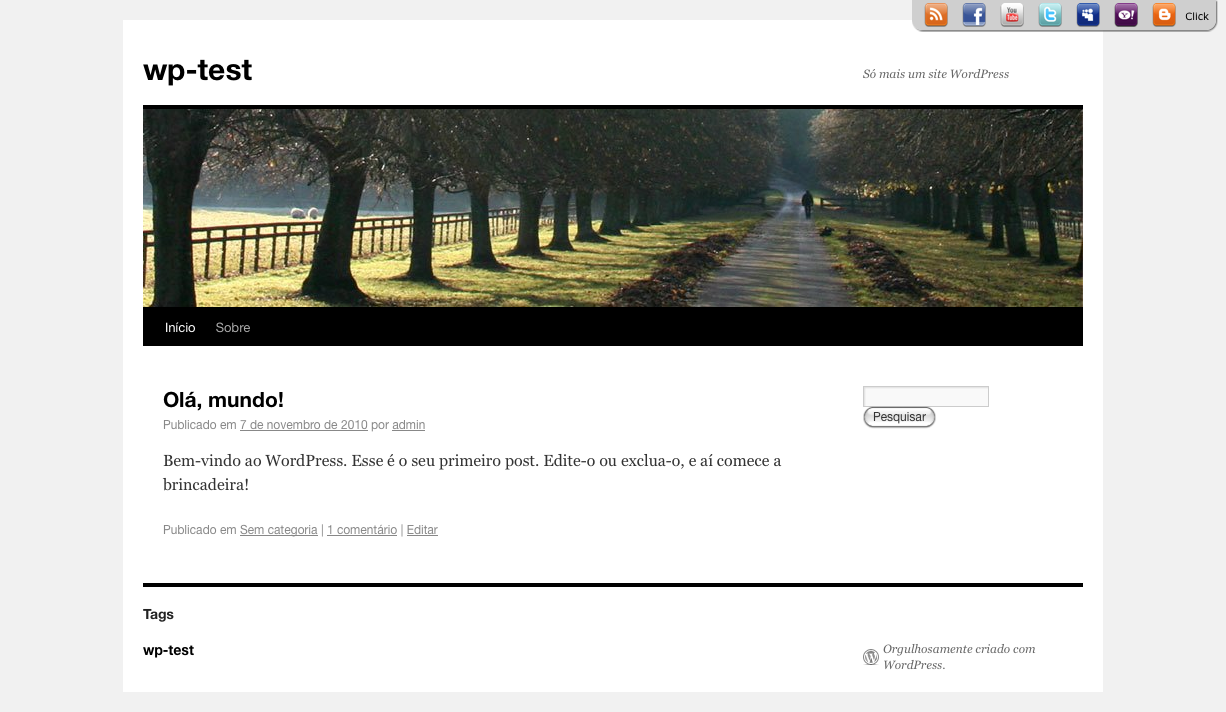 Click
wp-test
Só mais um site WordPress
Início Sobre
Olá, mundo!
Publicado em 7 de novembro de 2010 por admin
Bem-vindo ao WordPress. Esse é o seu primeiro post. Edite-o ou exclua-o, e aí comece a
brincadeira!
Publicado em Sem categoria | 1 comentário | Editar
Pesquisar
Tags
wp-test
Orgulhosamente criado com
WordPress.